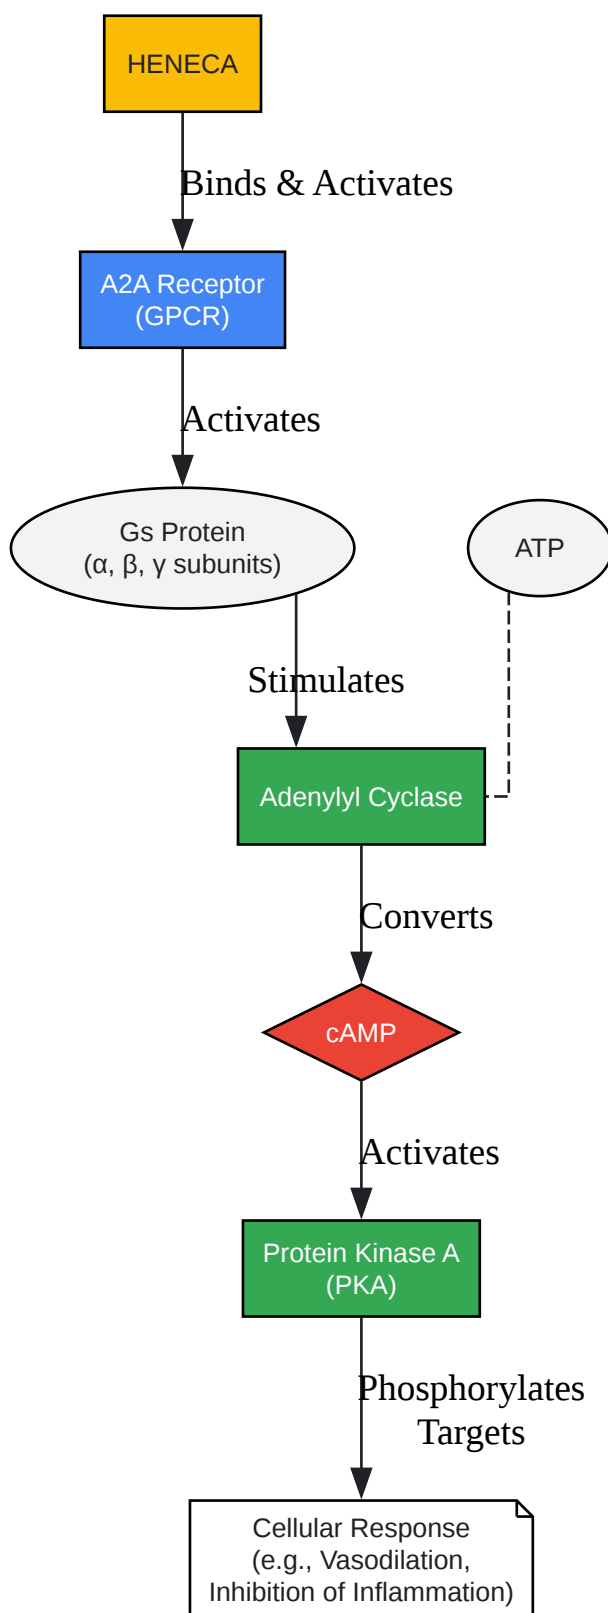 HENECA
Binds & Activates
A2A Receptor
(GPCR)
Activates
Gs Protein
(α, β, γ subunits)
ATP
Stimulates
Adenylyl Cyclase
Converts
cAMP
Activates
Protein Kinase A
(PKA)
Phosphorylates
Targets
Cellular Response
(e.g., Vasodilation,
Inhibition of Inflammation)